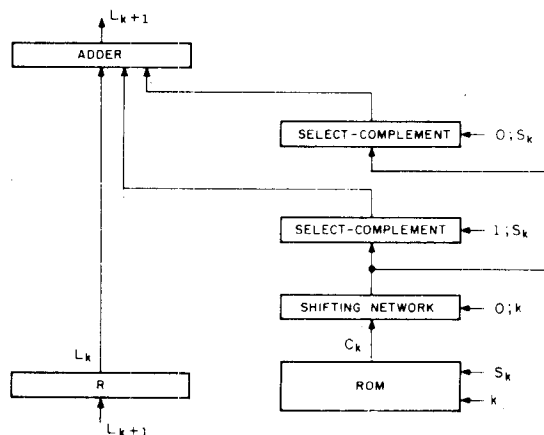 L_{k+1}
ADDER
SELECT-COMPLEMENT
0;S_k
SELECT-COMPLEMENT
1;S_k
SHIFTING NETWORK
0;k
C_k
L_k
R
ROM
S_k
k
L_{k+1}